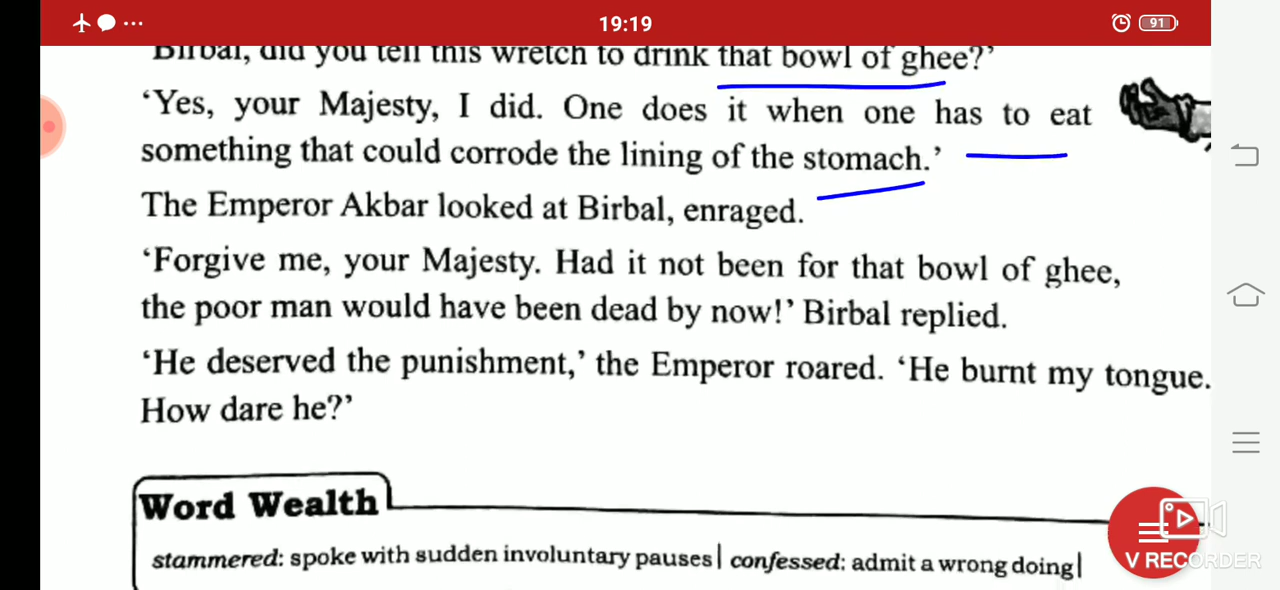 19:19
91
Birbal, did you tell this wretch to drink that bowl of ghee?’
‘Yes, your Majesty, I did. One does it when one has to eat
something that could corrode the lining of the stomach.’
The Emperor Akbar looked at Birbal, enraged.
‘Forgive me, your Majesty. Had it not been for that bowl of ghee,
the poor man would have been dead by now!’ Birbal replied.
‘He deserved the punishment,’ the Emperor roared. ‘He burnt my tongue.
How dare he?’
Word Wealth
stammered: spoke with sudden involuntary pauses| confessed: admit a wrong doing|
V RECORDER